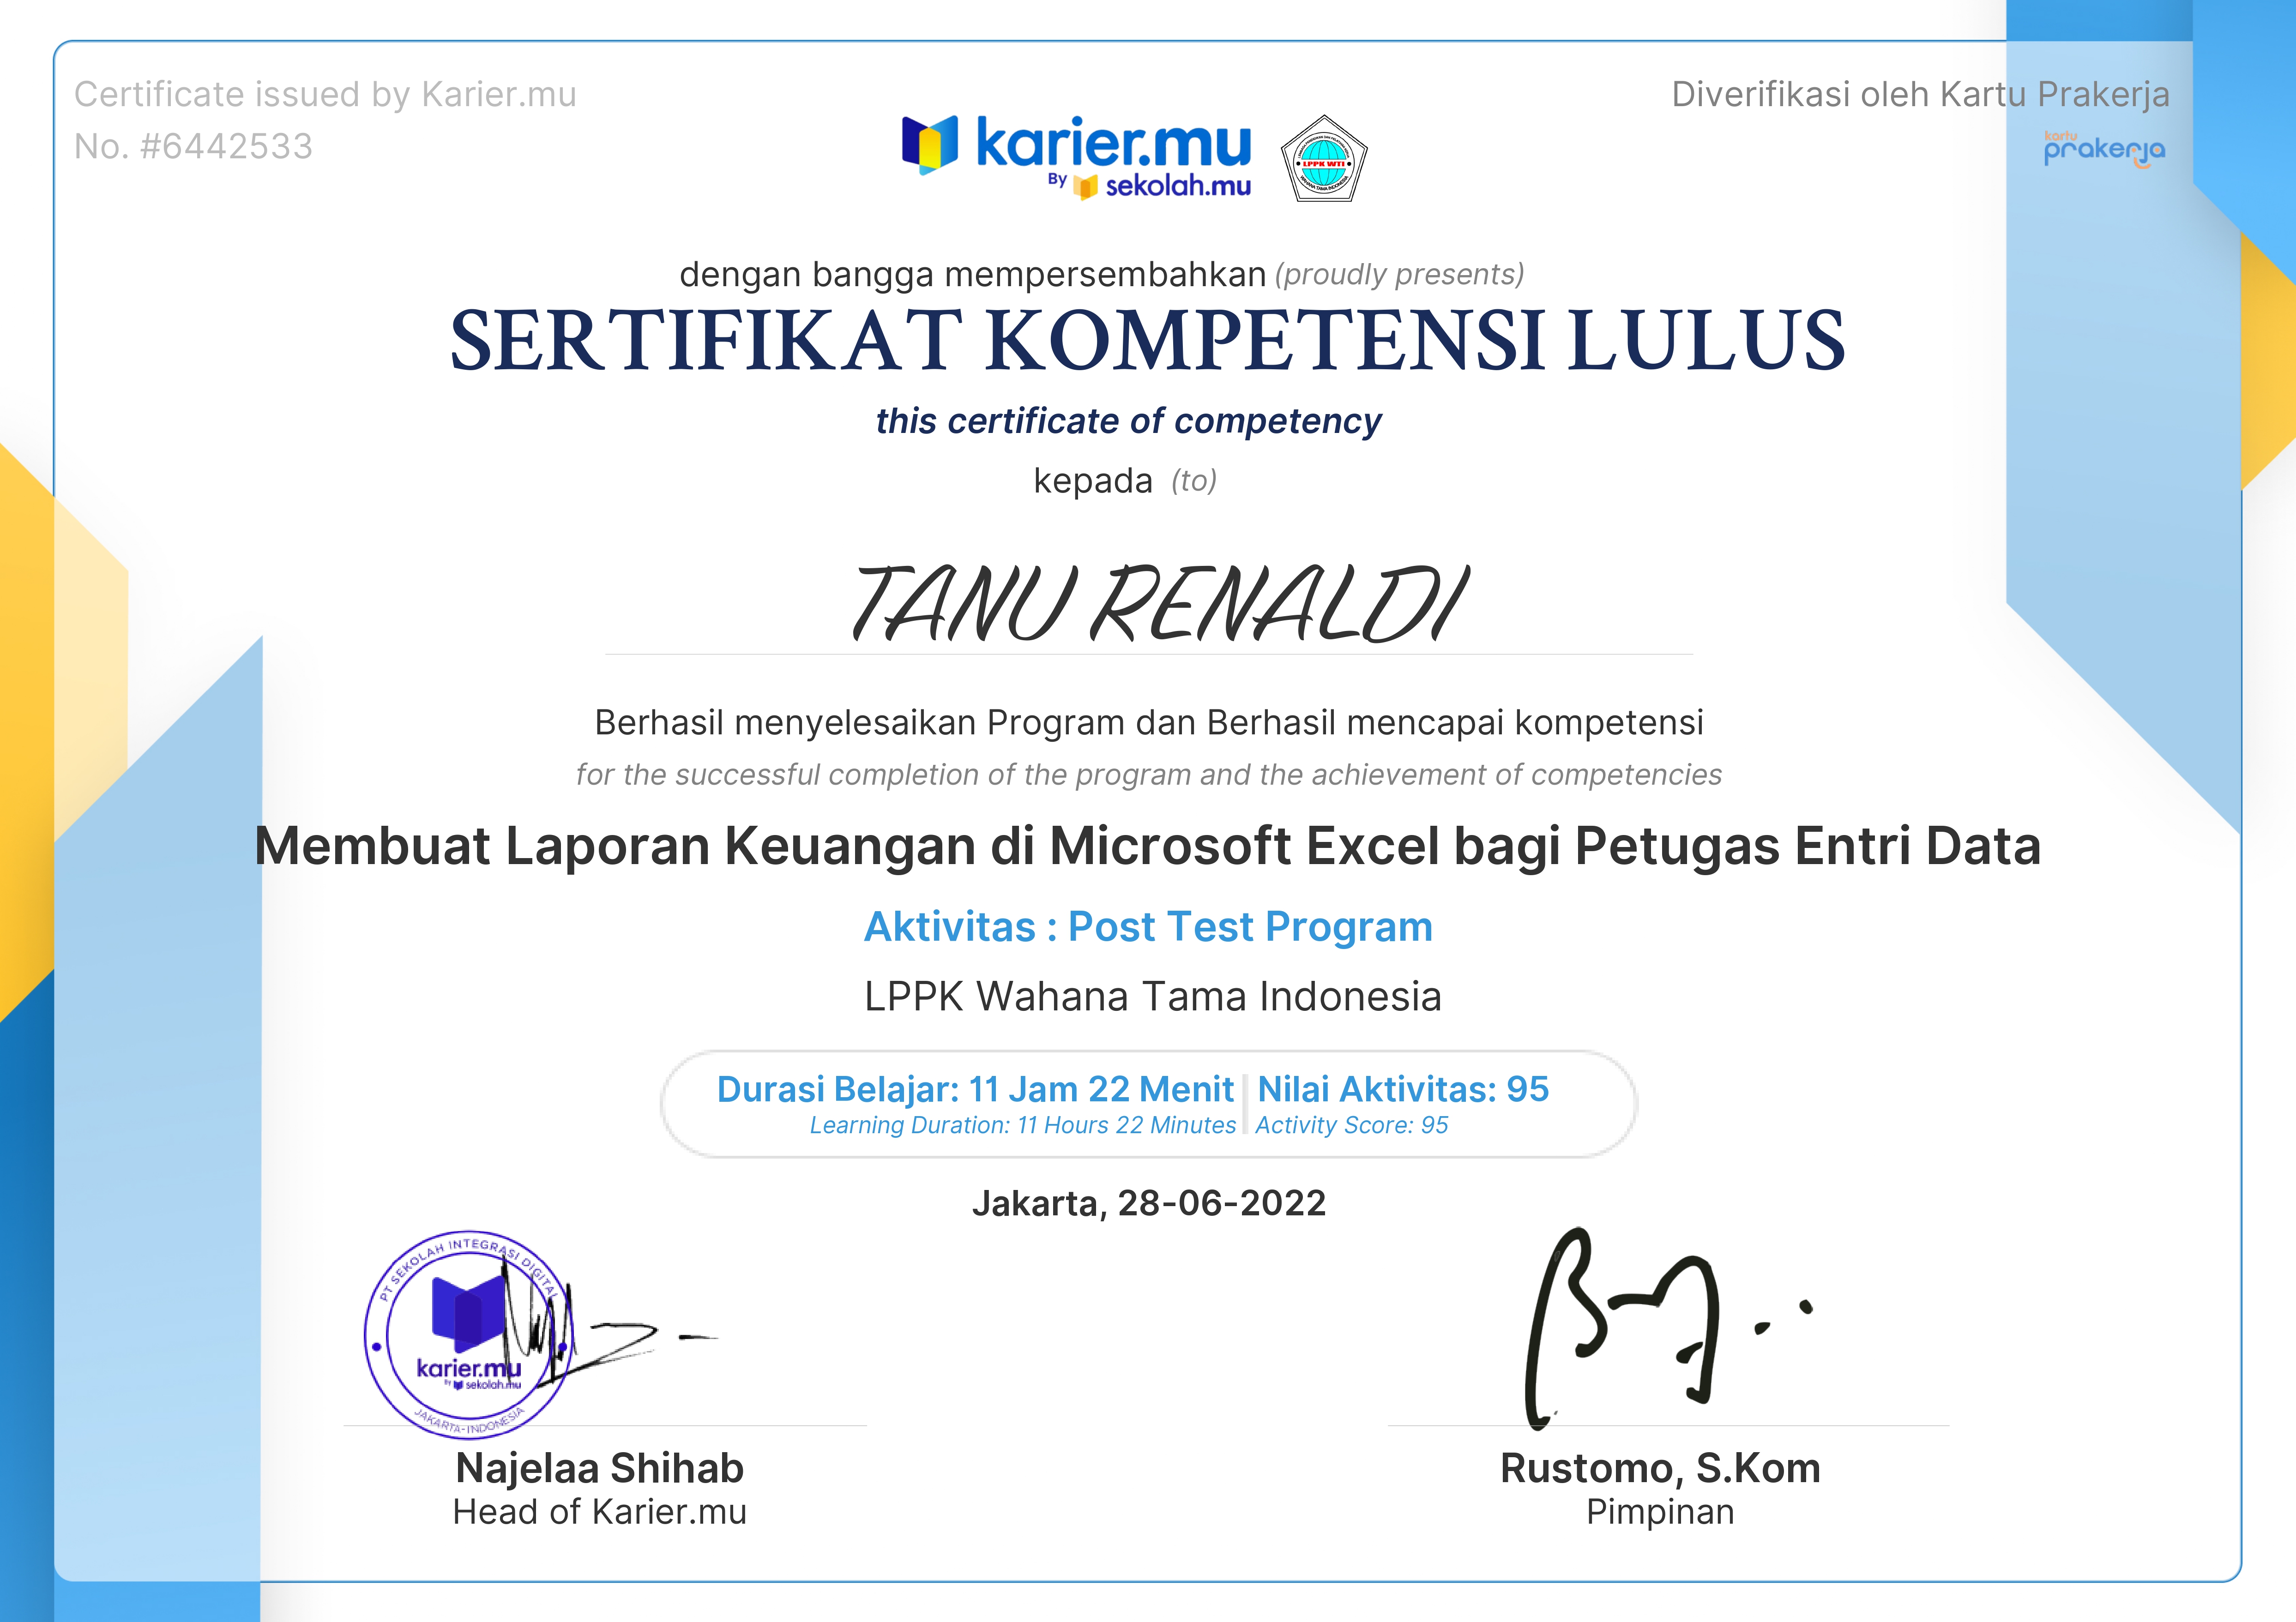 Certificate issued by Karier.mu
No. #6442533
Diverifikasi oleh Kartu Prakerja
kartu
prakerja
karier.mu
By sekolah.mu
LPPK WTI
WAHANA TAMA INDONESIA
dengan bangga mempersembahkan (proudly presents)
SERTIFIKAT KOMPETENSI LULUS
this certificate of competency
kepada (to)
TANU RENALDI
Berhasil menyelesaikan Program dan Berhasil mencapai kompetensi
for the successful completion of the program and the achievement of competencies
Membuat Laporan Keuangan di Microsoft Excel bagi Petugas Entri Data
Aktivitas : Post Test Program
LPPK Wahana Tama Indonesia
Durasi Belajar: 11 Jam 22 Menit Nilai Aktivitas: 95
Learning Duration: 11 Hours 22 Minutes Activity Score: 95
Jakarta, 28-06-2022
PT SEKOLAH INTEGRASI DIGITAL
karier.mu
by sekolah.mu
JAKARTA-INDONESIA
Najelaa Shihab
Head of Karier.mu
Rustomo, S.Kom
Pimpinan